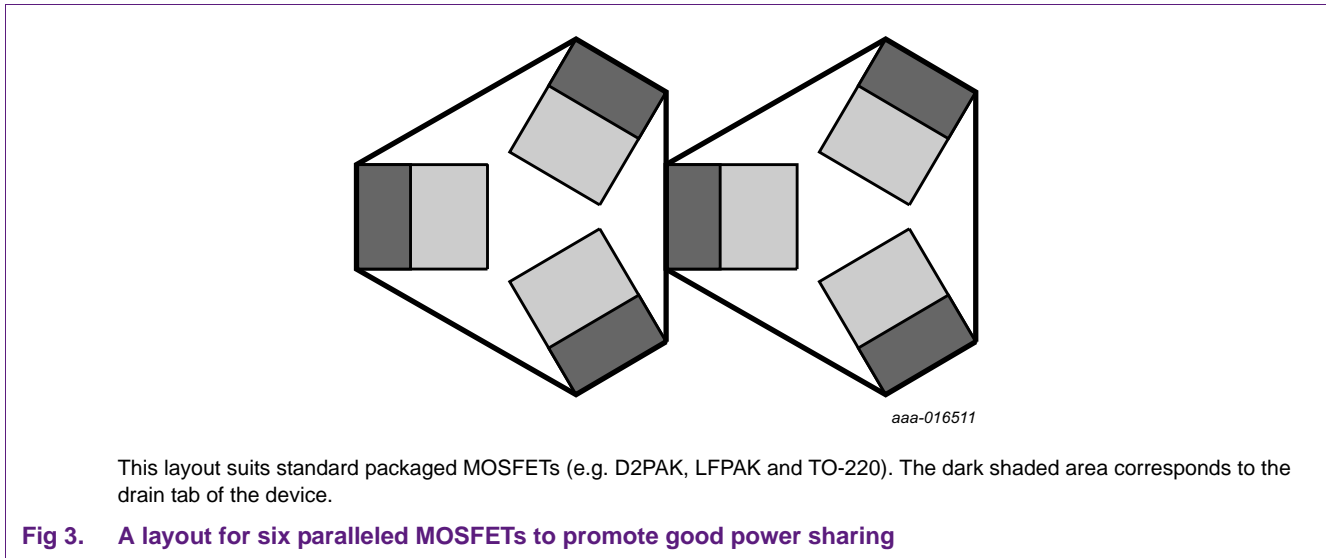 aaa-016511
This layout suits standard packaged MOSFETs (e.g. D2PAK, LFPAK and TO-220). The dark shaded area corresponds to the
drain tab of the device.
Fig 3. A layout for six paralleled MOSFETs to promote good power sharing